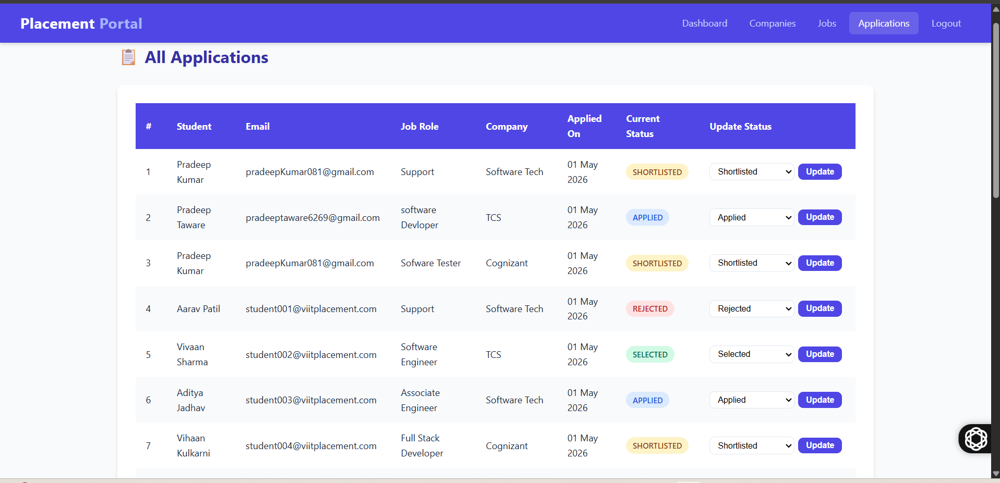 Placement Portal
Dashboard Companies Jobs Applications Logout
All Applications
# Student Email Job Role Company Applied On Current Status Update Status
1 Pradeep Kumar pradeepKumar081@gmail.com Support Software Tech 01 May 2026 SHORTLISTED Shortlisted Update
2 Pradeep Taware pradeeptaware6269@gmail.com software Devloper TCS 01 May 2026 APPLIED Applied Update
3 Pradeep Kumar pradeepKumar081@gmail.com Sofware Tester Cognizant 01 May 2026 SHORTLISTED Shortlisted Update
4 Aarav Patil student001@viitplacement.com Support Software Tech 01 May 2026 REJECTED Rejected Update
5 Vivaan Sharma student002@viitplacement.com Software Engineer TCS 01 May 2026 SELECTED Selected Update
6 Aditya Jadhav student003@viitplacement.com Associate Engineer Software Tech 01 May 2026 APPLIED Applied Update
7 Vihaan Kulkarni student004@viitplacement.com Full Stack Developer Cognizant 01 May 2026 SHORTLISTED Shortlisted Update